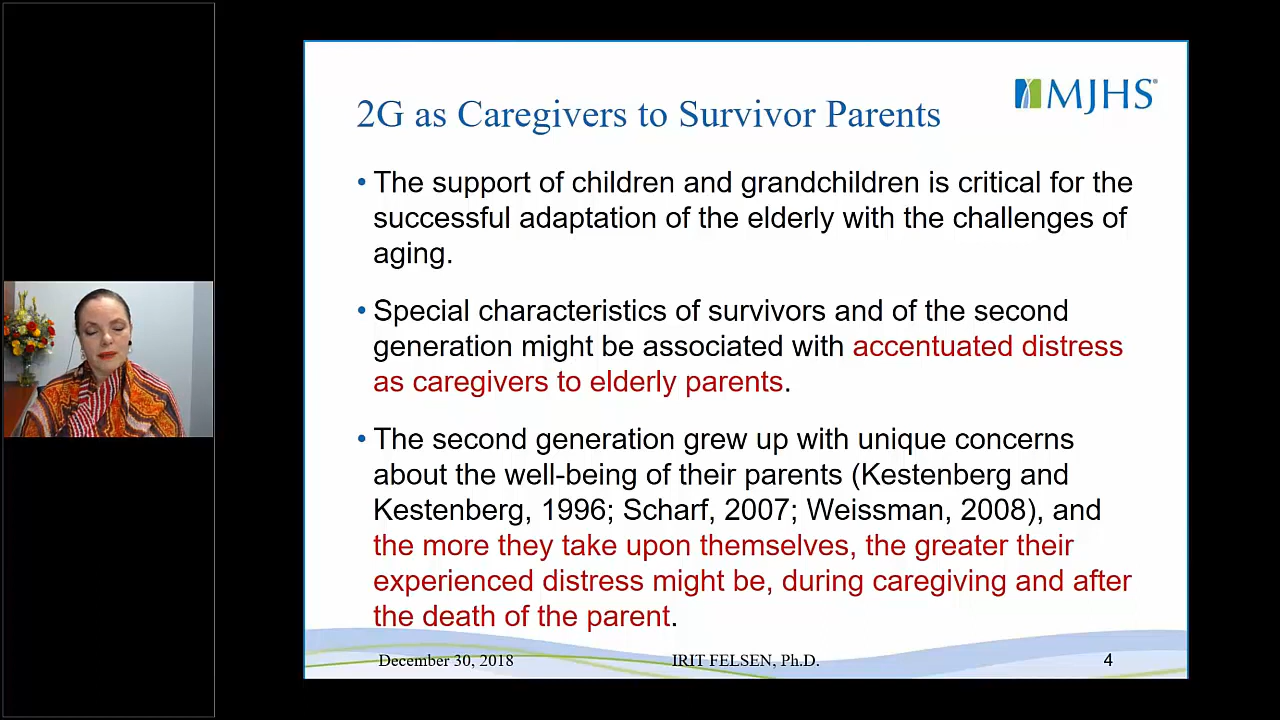 MJHS
2G as Caregivers to Survivor Parents
• The support of children and grandchildren is critical for the
successful adaptation of the elderly with the challenges of
aging.
• Special characteristics of survivors and of the second
generation might be associated with accentuated distress
as caregivers to elderly parents.
• The second generation grew up with unique concerns
about the well-being of their parents (Kestenberg and
Kestenberg, 1996; Scharf, 2007; Weissman, 2008), and
the more they take upon themselves, the greater their
experienced distress might be, during caregiving and after
the death of the parent.
December 30, 2018 IRIT FELSEN, Ph.D. 4